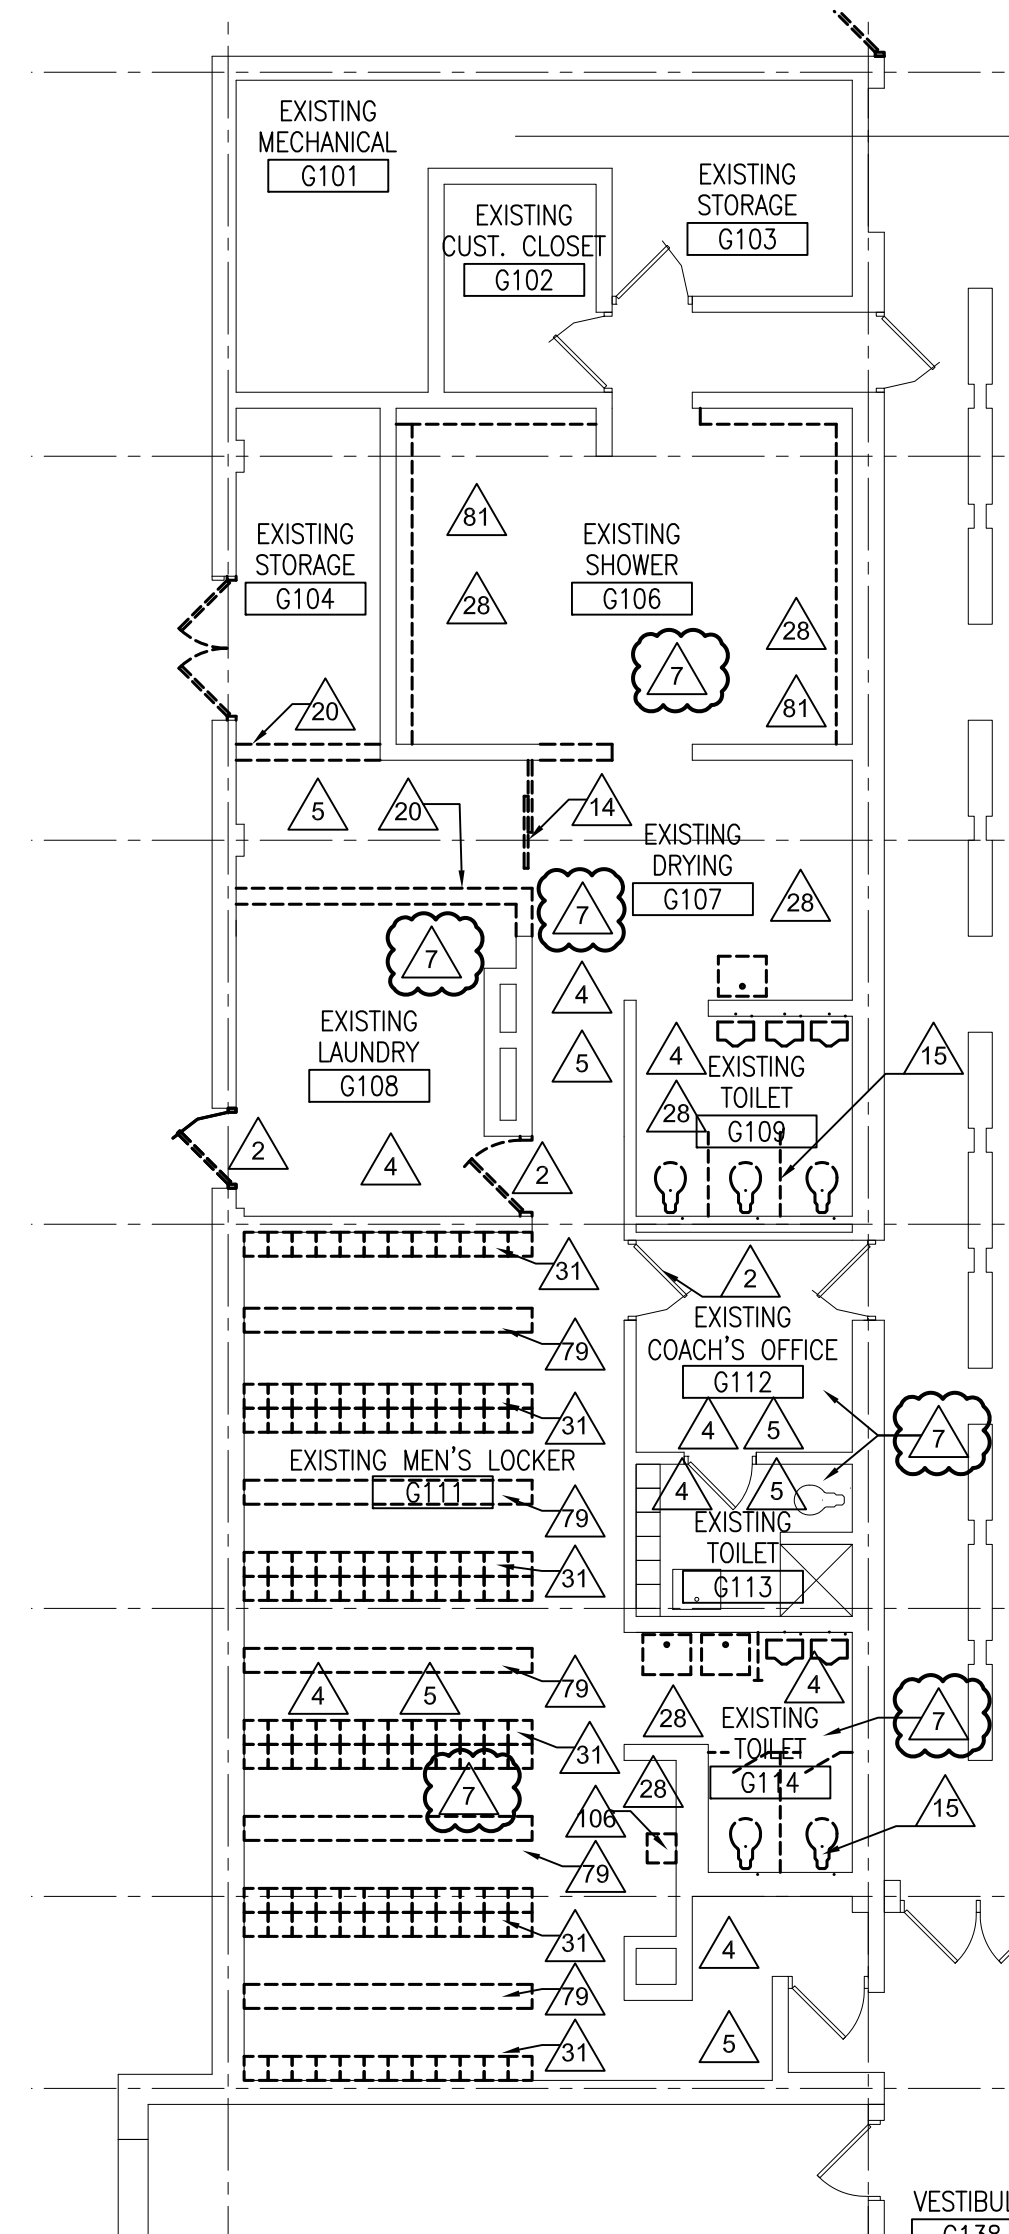 EXISTING
MECHANICAL
G101
EXISTING
STORAGE
G103
EXISTING
CUST. CLOSET
G102
81
EXISTING
STORAGE
G104
EXISTING
SHOWER
G106
28
28
7
20
81
5
20
14
EXISTING
DRYING
G107
28
7
7
4
EXISTING
LAUNDRY
G108
5
4
EXISTING
TOILET
G109
15
28
2
4
2
31
2
EXISTING
COACH'S OFFICE
G112
79
31
4
5
7
EXISTING MEN'S LOCKER
G111
4
5
79
EXISTING
TOILET
G113
31
4
5
79
4
28
EXISTING
TOILET
G114
7
31
7
28
106
15
79
31
4
79
5
31
VESTIBUL
G138